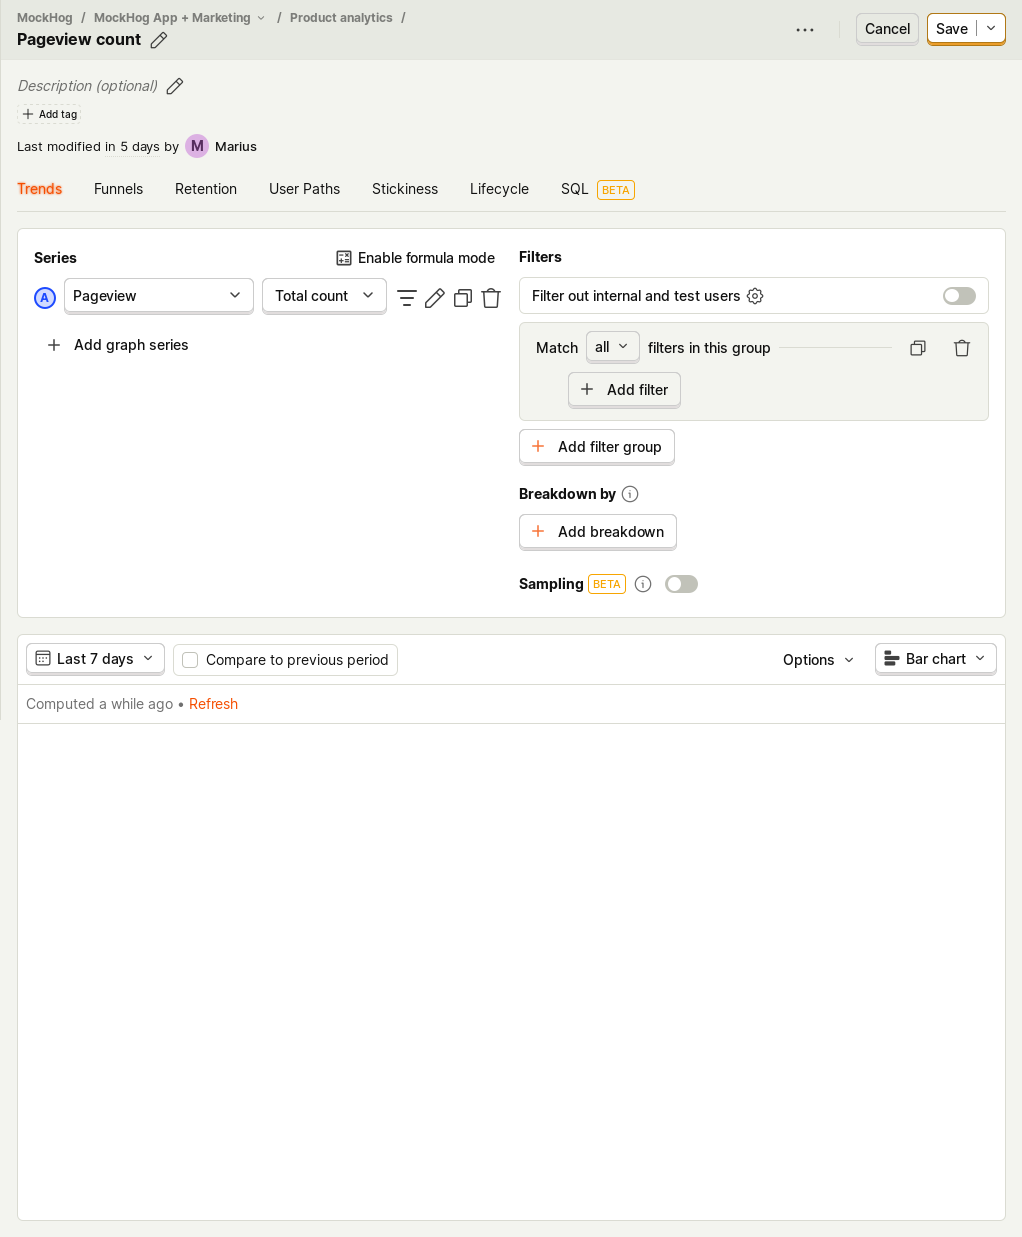 MockHog / MockHog App + Marketing / Product analytics /
Pageview count
Cancel
Save
Description (optional)
Add tag
Last modified in 5 days by M Marius
Trends
Funnels
Retention
User Paths
Stickiness
Lifecycle
SQL BETA
Series
Enable formula mode
A
Pageview
Total count
Add graph series
Filters
Filter out internal and test users
Match all filters in this group
Add filter
Add filter group
Breakdown by
Add breakdown
Sampling BETA
Last 7 days
Compare to previous period
Options
Bar chart
Computed a while ago • Refresh